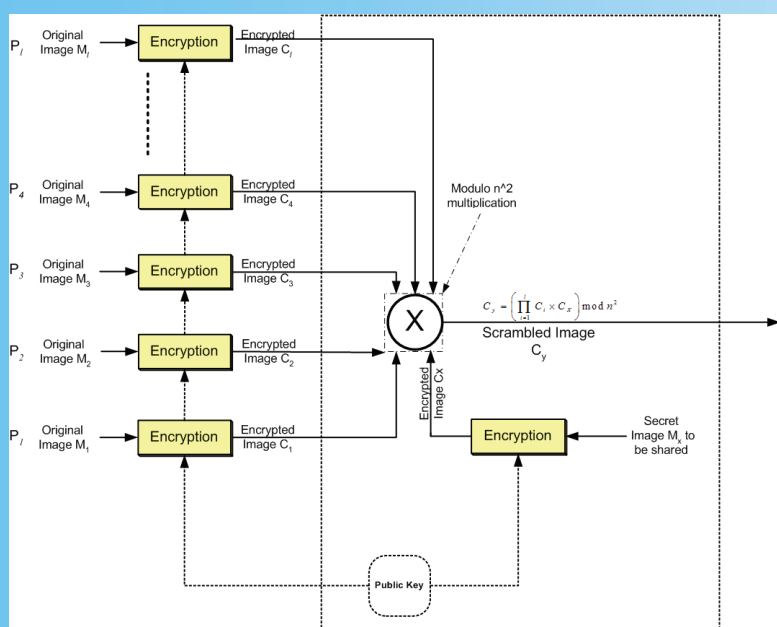 P_l Original Image M_l Encryption Encrypted Image C_l
P_4 Original Image M_4 Encryption Encrypted Image C_4
Modulo n^2
multiplication
P_3 Original Image M_3 Encryption Encrypted Image C_3
X
C_y = (∏_{i=1}^{l} C_i × C_x) mod n^2
Scrambled Image
C_y
P_2 Original Image M_2 Encryption Encrypted Image C_2
Encrypted
Image Cx
P_1 Original Image M_1 Encryption Encrypted Image C_1
Encryption
Secret
Image M_x to
be shared
Public Key